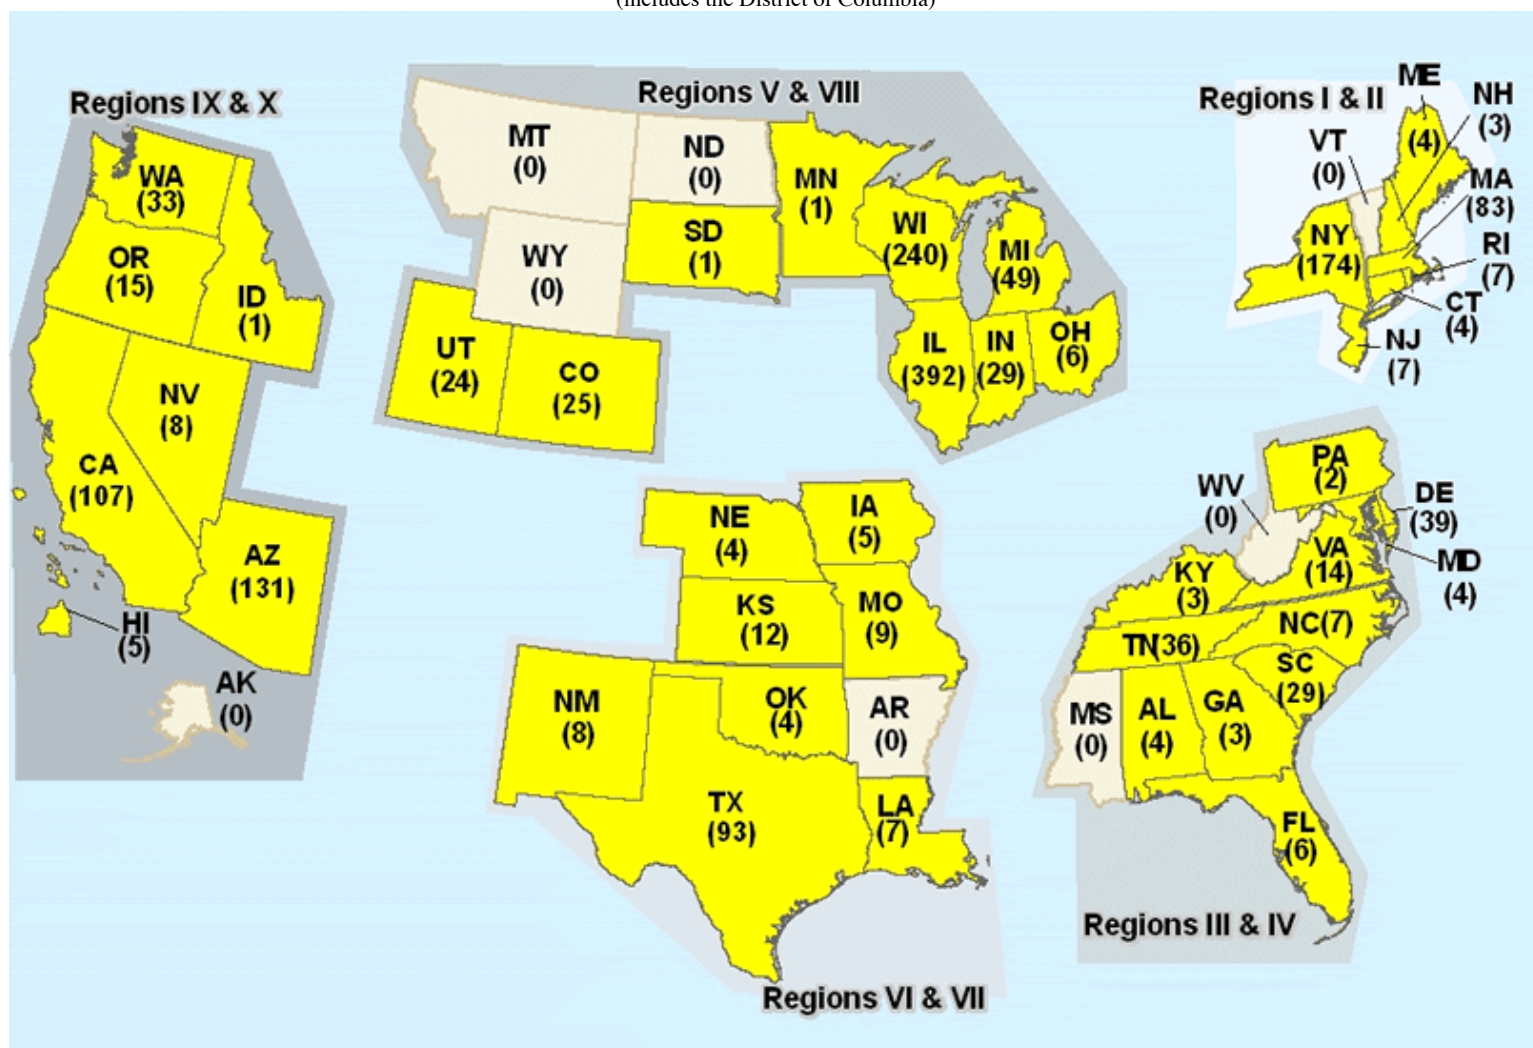 (includes the District of Columbia)
Regions IX & X
WA
(33)
OR
(15)
ID
(1)
NV
(8)
CA
(107)
AZ
(131)
HI
(5)
AK
(0)
Regions V & VIII
MT
(0)
ND
(0)
MN
(1)
WI
(240)
MI
(49)
SD
(1)
WY
(0)
UT
(24)
CO
(25)
IL
(392)
IN
(29)
OH
(6)
Regions I & II
ME
(4)
NH
(3)
VT
(0)
MA
(83)
NY
(174)
RI
(7)
CT
(4)
NJ
(7)
NE
(4)
IA
(5)
KS
(12)
MO
(9)
NM
(8)
OK
(4)
AR
(0)
TX
(93)
LA
(7)
Regions VI & VII
PA
(2)
WV
(0)
DE
(39)
MD
(4)
VA
(14)
KY
(3)
NC(7)
TN(36)
SC
(29)
MS
(0)
AL
(4)
GA
(3)
FL
(6)
Regions III & IV